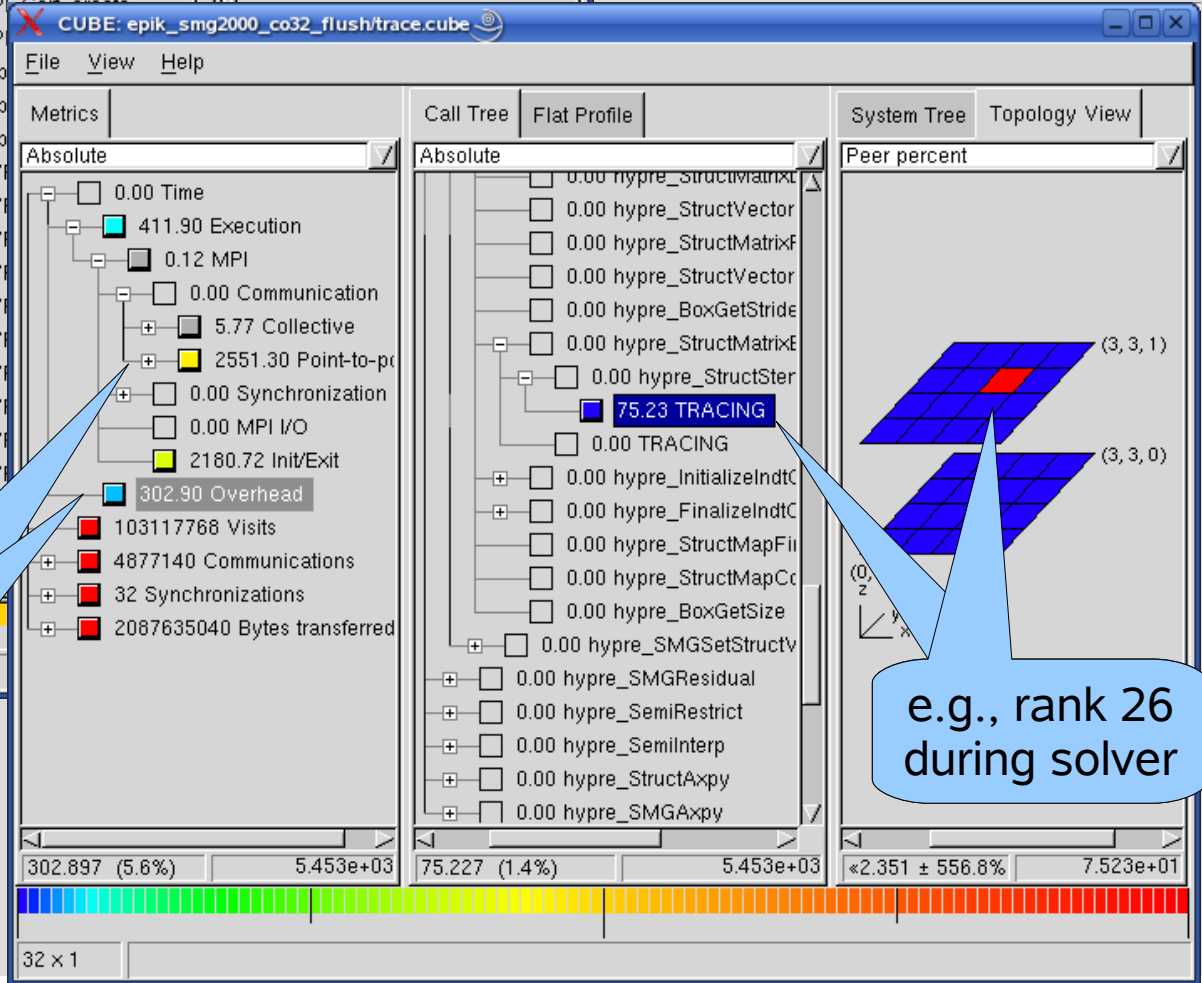 CUBE: epik_smg2000_co32_flush/trace.cube
File View Help
Metrics
Absolute
0.00 Time
411.90 Execution
0.12 MPI
0.00 Communication
5.77 Collective
2551.30 Point-to-po
0.00 Synchronization
0.00 MPI I/O
2180.72 Init/Exit
302.90 Overhead
103117768 Visits
4877140 Communications
32 Synchronizations
2087635040 Bytes transferred
302.897 (5.6%) 5.453e+03
Call Tree Flat Profile
Absolute
0.00 hypre_StructMatrix
0.00 hypre_StructVector
0.00 hypre_StructMatrixF
0.00 hypre_StructVector
0.00 hypre_BoxGetStride
0.00 hypre_StructMatrixE
0.00 hypre_StructSten
75.23 TRACING
0.00 TRACING
0.00 hypre_InitializeIndtC
0.00 hypre_FinalizeIndtC
0.00 hypre_StructMapFi
0.00 hypre_StructMapCo
0.00 hypre_BoxGetSize
0.00 hypre_SMGSetStructV
0.00 hypre_SMGResidual
0.00 hypre_SemiRestrict
0.00 hypre_SemiInterp
0.00 hypre_StructAxpy
0.00 hypre_SMGAxpy
75.227 (1.4%) 5.453e+03
System Tree Topology View
Peer percent
(3, 3, 1)
(3, 3, 0)
(0,
z
y
x
e.g., rank 26
during solver
«2.351 ± 556.8% 7.523e+01
32 x 1